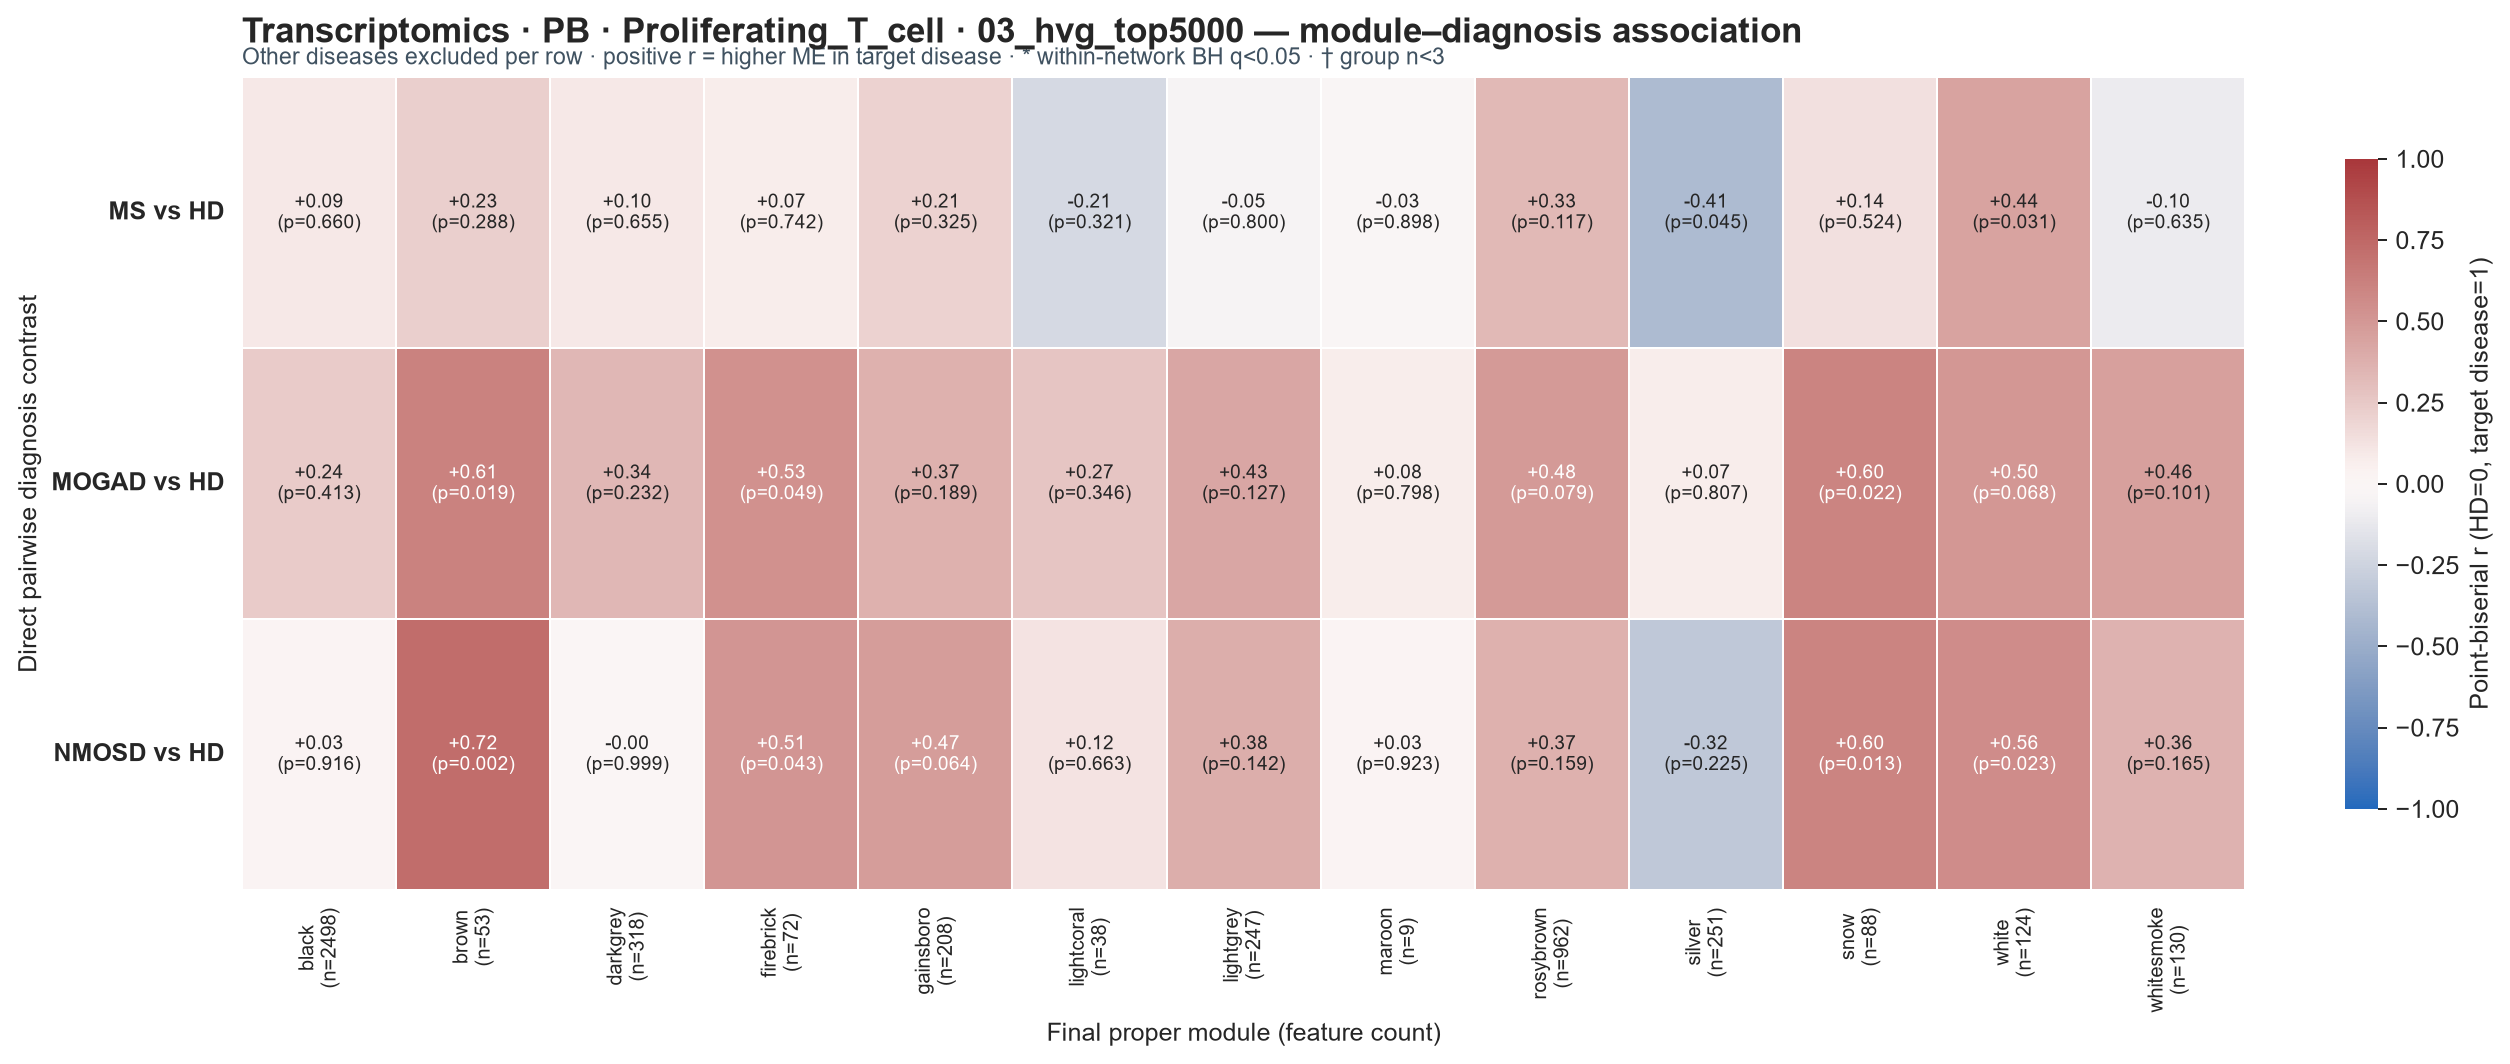 Transcriptomics · PB · Proliferating_T_cell · 03_hvg_top5000 — module–diagnosis association
Other diseases excluded per row · positive r = higher ME in target disease · * within-network BH q<0.05 · † group n<3
Direct pairwise diagnosis contrast
MS vs HD
+0.09 +0.23 +0.10 +0.07 +0.21 -0.21 -0.05 -0.03 +0.33 -0.41 +0.14 +0.44 -0.10
(p=0.660) (p=0.288) (p=0.655) (p=0.742) (p=0.325) (p=0.321) (p=0.800) (p=0.898) (p=0.117) (p=0.045) (p=0.524) (p=0.031) (p=0.635)
MOGAD vs HD
+0.24 +0.61 +0.34 +0.53 +0.37 +0.27 +0.43 +0.08 +0.48 +0.07 +0.60 +0.50 +0.46
(p=0.413) (p=0.019) (p=0.232) (p=0.049) (p=0.189) (p=0.346) (p=0.127) (p=0.798) (p=0.079) (p=0.807) (p=0.022) (p=0.068) (p=0.101)
NMOSD vs HD
+0.03 +0.72 -0.00 +0.51 +0.47 +0.12 +0.38 +0.03 +0.37 -0.32 +0.60 +0.56 +0.36
(p=0.916) (p=0.002) (p=0.999) (p=0.043) (p=0.064) (p=0.663) (p=0.142) (p=0.923) (p=0.159) (p=0.225) (p=0.013) (p=0.023) (p=0.165)
black
(n=2498)
brown
(n=53)
darkgrey
(n=318)
firebrick
(n=72)
gainsboro
(n=208)
lightcoral
(n=38)
lightgrey
(n=247)
maroon
(n=9)
rosybrown
(n=962)
silver
(n=251)
snow
(n=88)
white
(n=124)
whitesmoke
(n=130)
Final proper module (feature count)
1.00
0.75
0.50
0.25
0.00
−0.25
−0.50
−0.75
−1.00
Point-biserial r (HD=0, target disease=1)